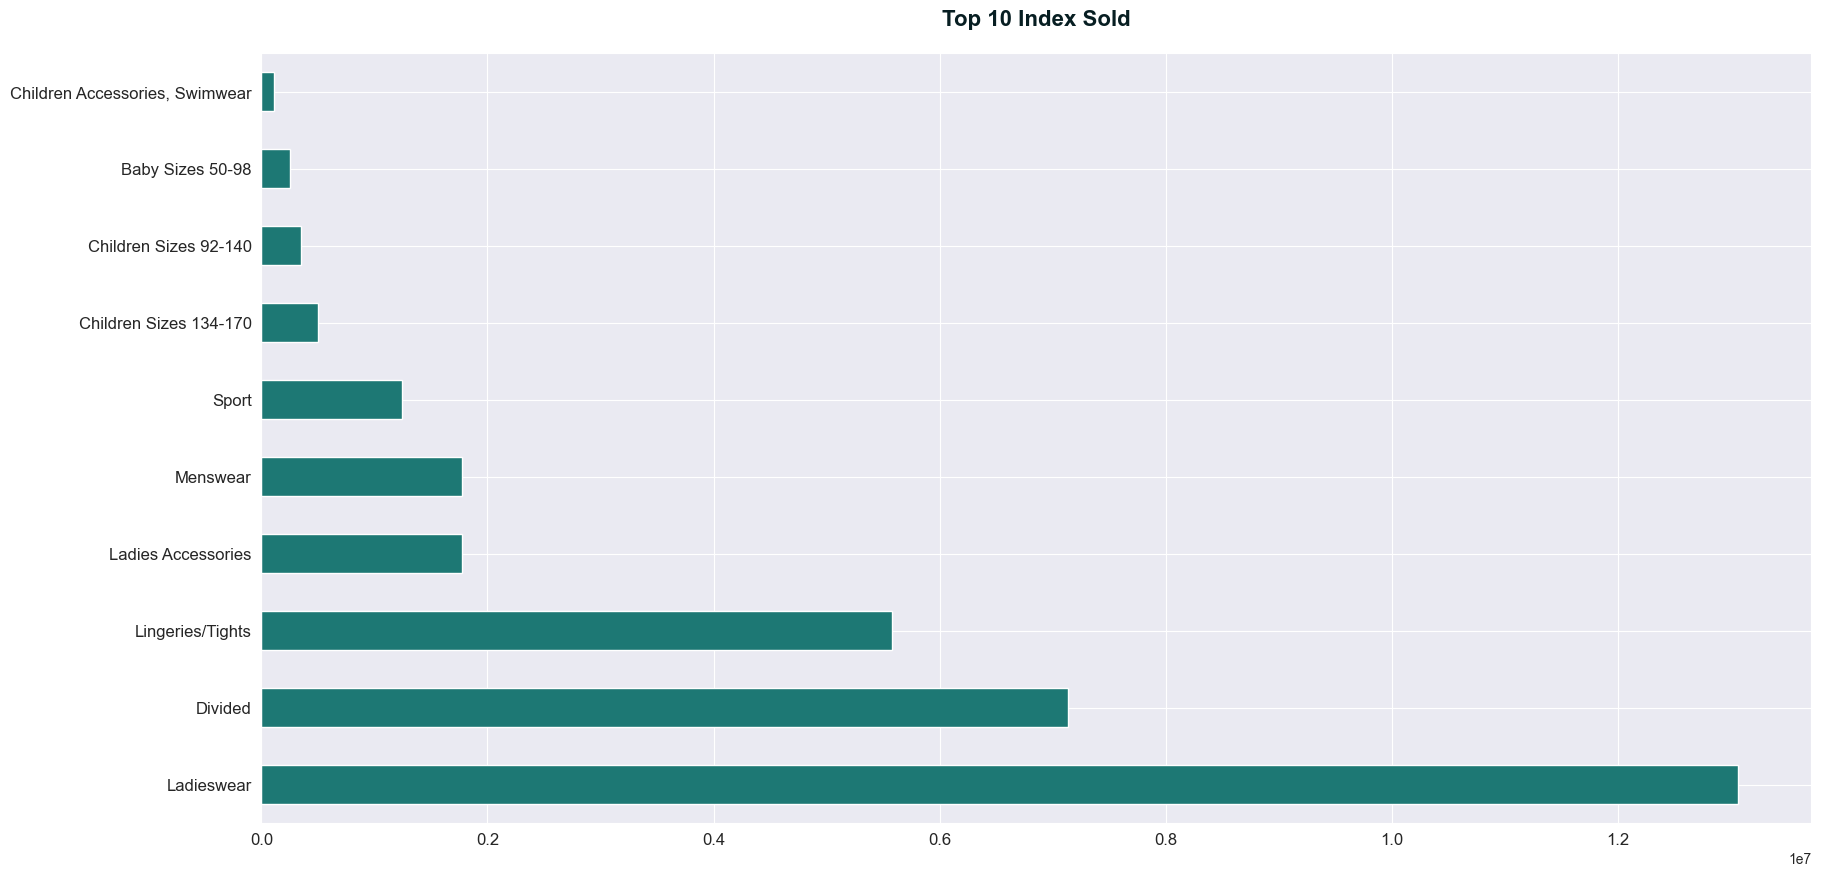 Top 10 Index Sold
Children Accessories, Swimwear
Baby Sizes 50-98
Children Sizes 92-140
Children Sizes 134-170
Sport
Menswear
Ladies Accessories
Lingeries/Tights
Divided
Ladieswear
0.0 0.2 0.4 0.6 0.8 1.0 1.2
1e7